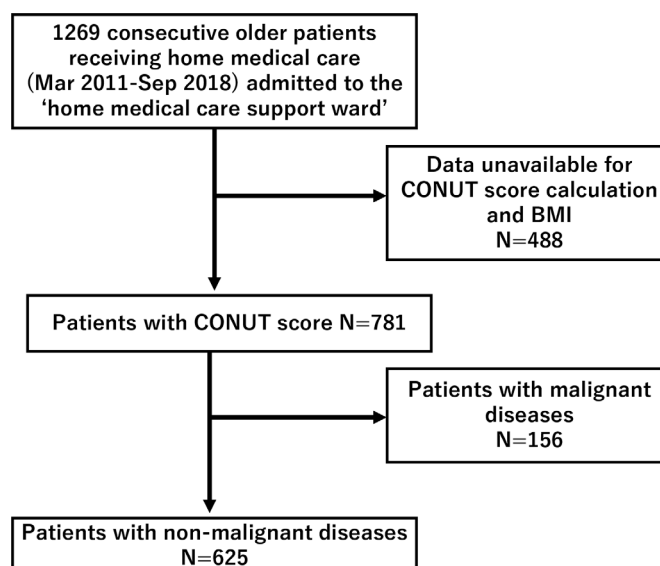 1269 consecutive older patients
receiving home medical care
(Mar 2011-Sep 2018) admitted to the
‘home medical care support ward’
Data unavailable for
CONUT score calculation
and BMI
N=488
Patients with CONUT score N=781
Patients with malignant
diseases
N=156
Patients with non-malignant diseases
N=625